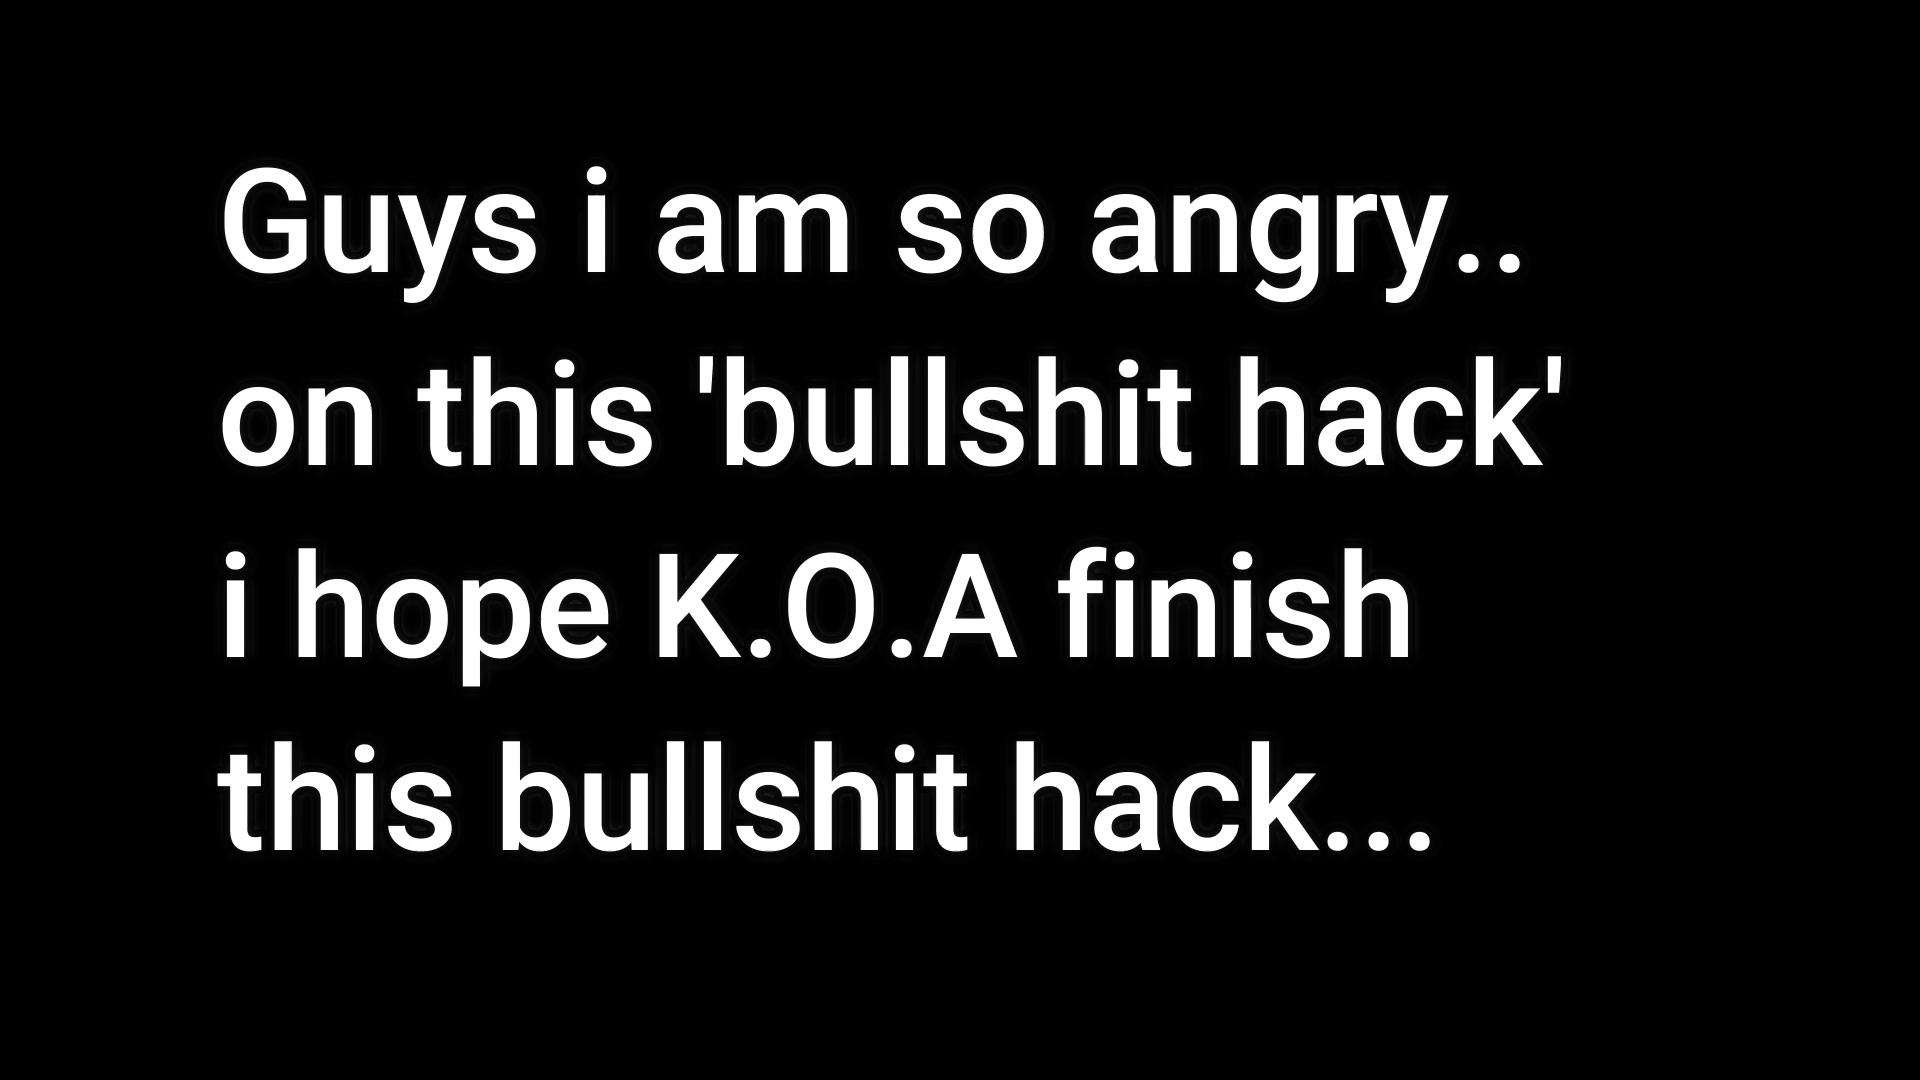 Guys i am so angry..
on this 'bullshit hack'
i hope K.O.A finish
this bullshit hack...